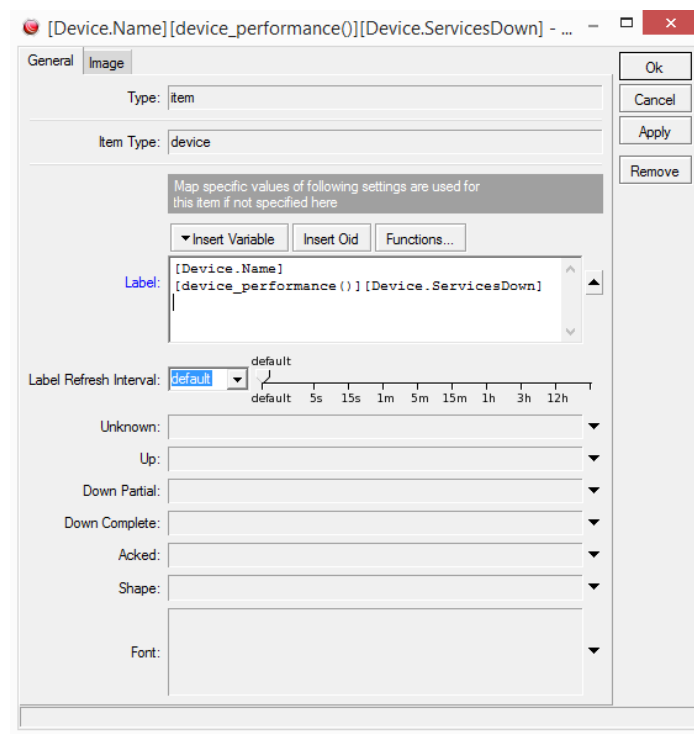 [Device.Name][device_performance()][Device.ServicesDown] - ...
General Image
Ok
Cancel
Apply
Remove
Type: item
Item Type: device
Map specific values of following settings are used for
this item if not specified here
Insert Variable Insert Oid Functions...
Label: [Device.Name]
[device_performance()][Device.ServicesDown]
Label Refresh Interval: default
default
default 5s 15s 1m 5m 15m 1h 3h 12h
Unknown:
Up:
Down Partial:
Down Complete:
Acked:
Shape:
Font: